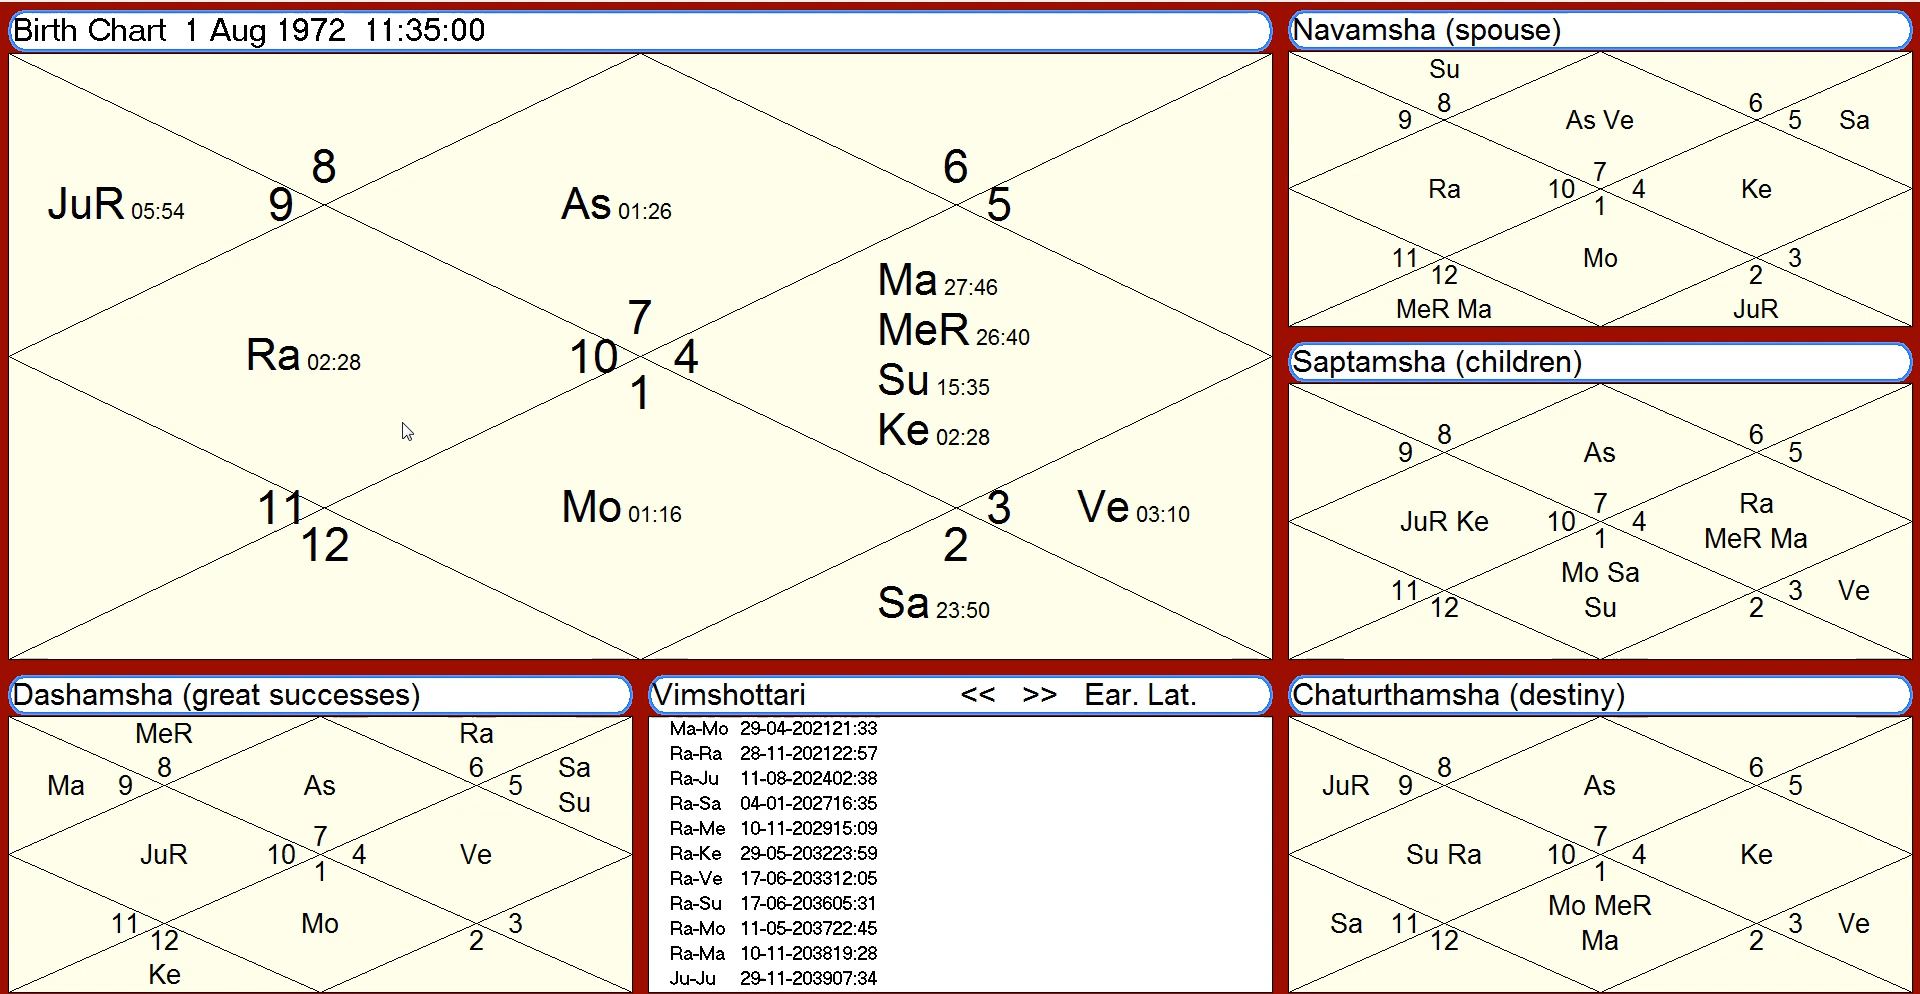 Birth Chart 1 Aug 1972 11:35:00
8
6
JuR 05:54
9
As 01:26
5
Ma 27:46
MeR 26:40
7
Ra 02:28
10
4
Su 15:35
1
Ke 02:28
11
Mo 01:16
3
Ve 03:10
12
2
Sa 23:50
Navamsha (spouse)
Su
8
6
9
As Ve
5
Sa
7
Ra
10
4
Ke
1
11
Mo
3
12
2
MeR Ma
JuR
Saptamsha (children)
8
6
9
As
5
7
Ra
JuR Ke
10
4
MeR Ma
1
Mo Sa
11
3
Ve
12
Su
2
Dashamsha (great successes)
MeR
Ra
8
6
Sa
Ma
9
As
5
Su
7
JuR
10
4
Ve
1
11
Mo
3
12
2
Ke
Vimshottari << >> Ear. Lat.
Ma-Mo 29-04-202121:33
Ra-Ra 28-11-202122:57
Ra-Ju 11-08-202402:38
Ra-Sa 04-01-202716:35
Ra-Me 10-11-202915:09
Ra-Ke 29-05-203223:59
Ra-Ve 17-06-203312:05
Ra-Su 17-06-203605:31
Ra-Mo 11-05-203722:45
Ra-Ma 10-11-203819:28
Ju-Ju 29-11-203907:34
Chaturthamsha (destiny)
8
6
JuR
9
As
5
7
Su Ra
10
4
Ke
1
Mo MeR
Sa
11
3
Ve
12
Ma
2